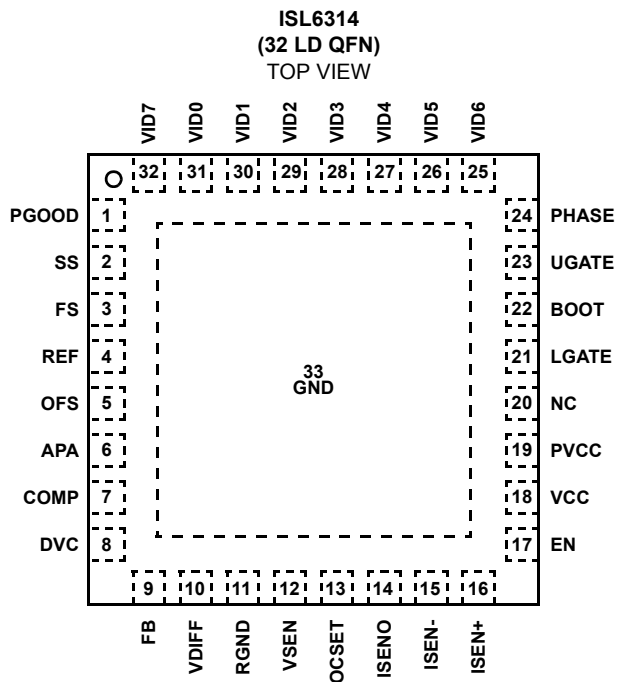 ISL6314
(32 LD QFN)
TOP VIEW
VID7 VID0 VID1 VID2 VID3 VID4 VID5 VID6
32 31 30 29 28 27 26 25
PGOOD 1 24 PHASE
SS 2 23 UGATE
FS 3 22 BOOT
REF 4 21 LGATE
33
GND
OFS 5 20 NC
APA 6 19 PVCC
COMP 7 18 VCC
DVC 8 17 EN
9 10 11 12 13 14 15 16
FB VDIFF RGND VSEN OCSET ISENO ISEN- ISEN+